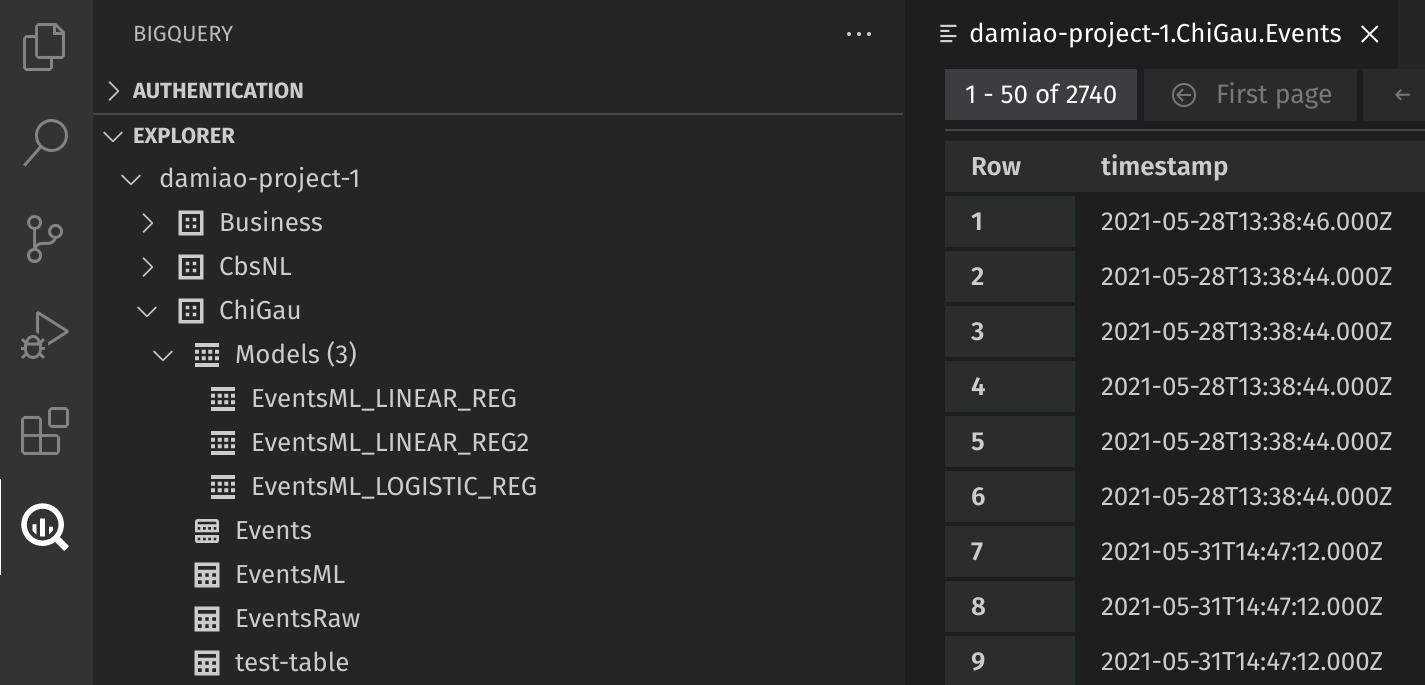 BIGQUERY
AUTHENTICATION
EXPLORER
damiao-project-1
Business
CbsNL
ChiGau
Models (3)
EventsML_LINEAR_REG
EventsML_LINEAR_REG2
EventsML_LOGISTIC_REG
Events
EventsML
EventsRaw
test-table
damiao-project-1.ChiGau.Events
1 - 50 of 2740 First page
Row timestamp
1 2021-05-28T13:38:46.000Z
2 2021-05-28T13:38:44.000Z
3 2021-05-28T13:38:44.000Z
4 2021-05-28T13:38:44.000Z
5 2021-05-28T13:38:44.000Z
6 2021-05-28T13:38:44.000Z
7 2021-05-31T14:47:12.000Z
8 2021-05-31T14:47:12.000Z
9 2021-05-31T14:47:12.000Z